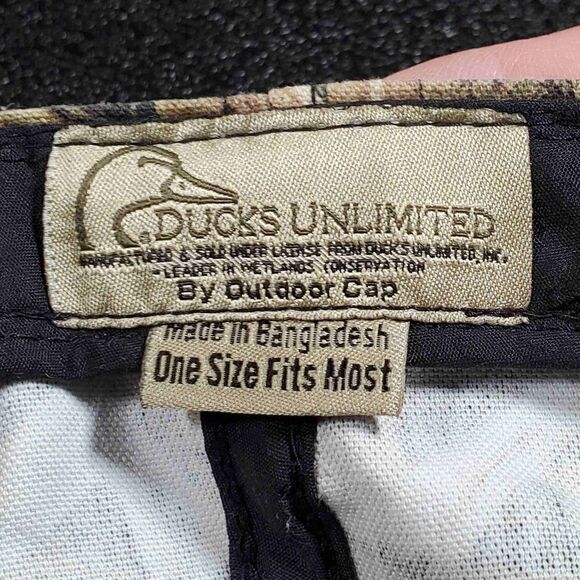 DUCKS UNLIMITED
MANUFACTURED & SOLD UNDER LICENSE FROM DUCKS UNLIMITED, INC.
-LEADER IN WETLANDS CONSERVATION
By Outdoor Cap
Made in Bangladesh
One Size Fits Most